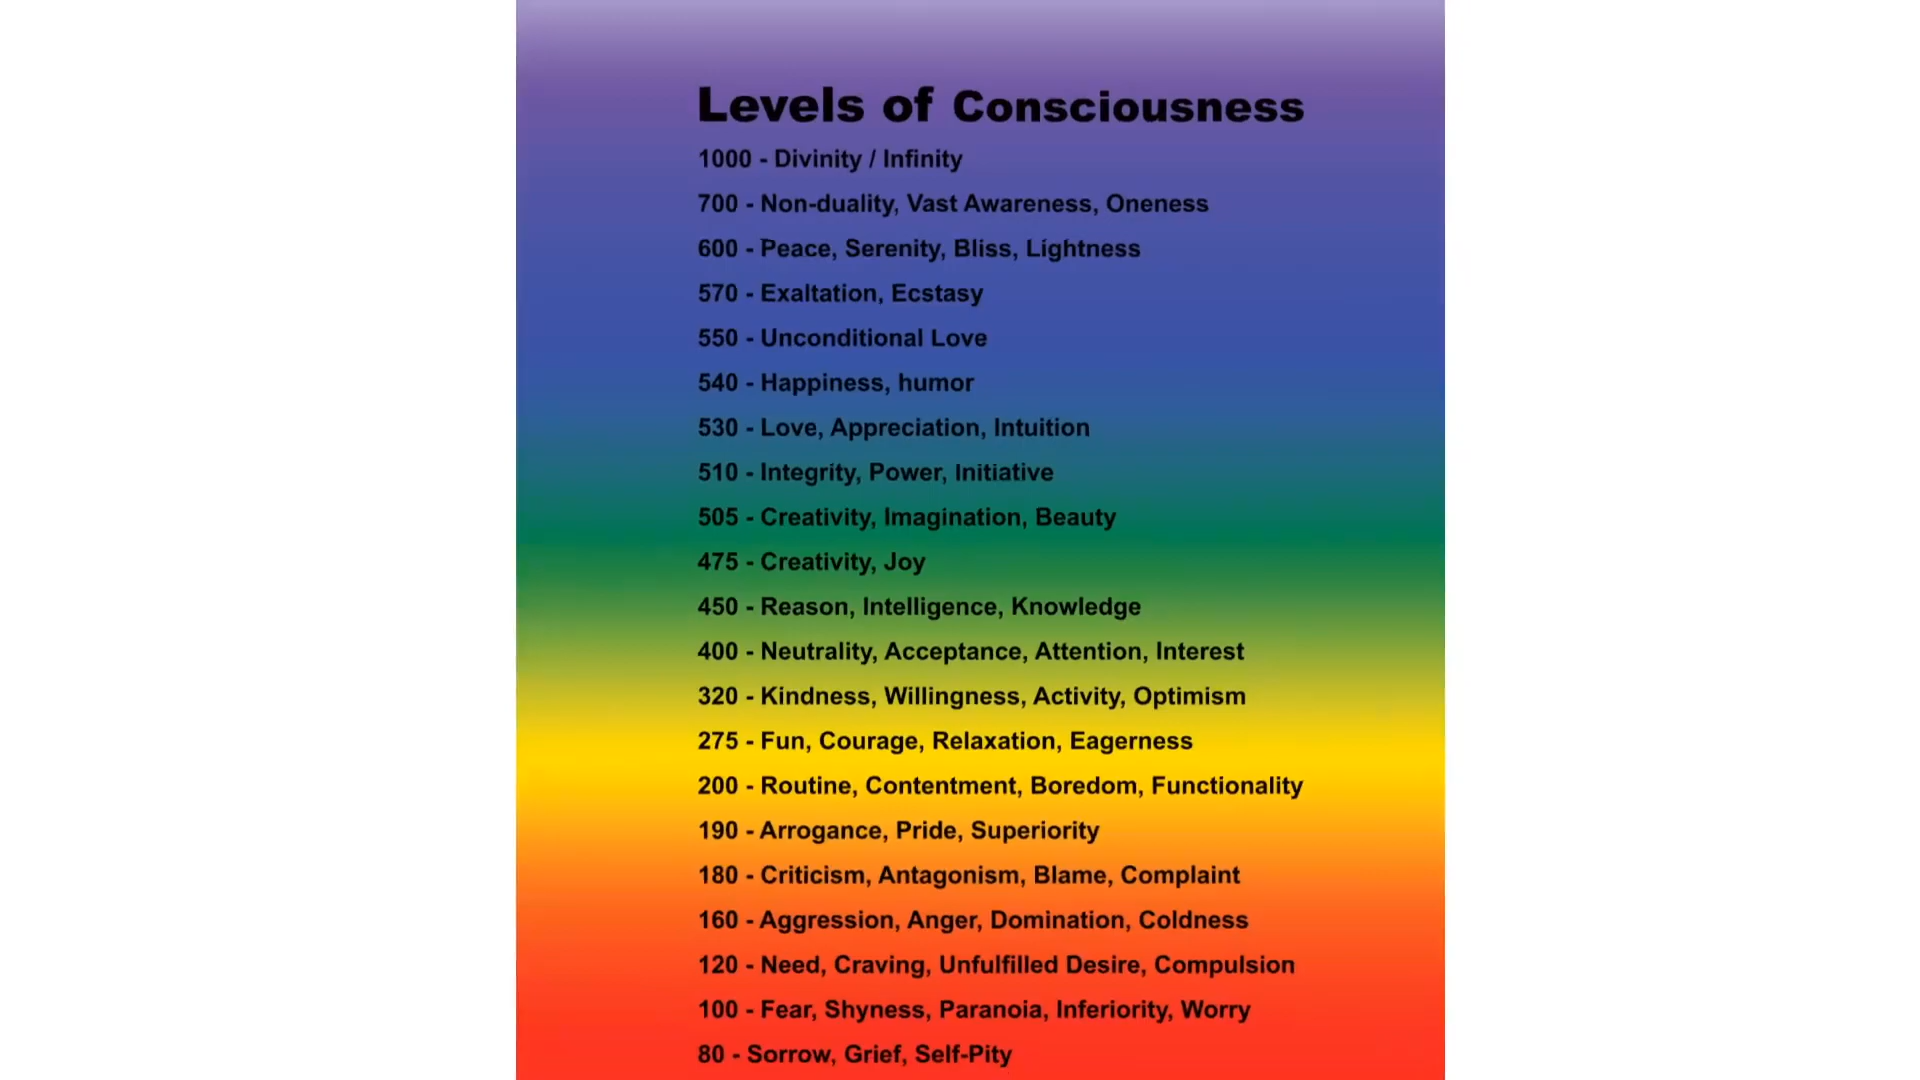 Levels of Consciousness
1000 - Divinity / Infinity
700 - Non-duality, Vast Awareness, Oneness
600 - Peace, Serenity, Bliss, Lightness
570 - Exaltation, Ecstasy
550 - Unconditional Love
540 - Happiness, humor
530 - Love, Appreciation, Intuition
510 - Integrity, Power, Initiative
505 - Creativity, Imagination, Beauty
475 - Creativity, Joy
450 - Reason, Intelligence, Knowledge
400 - Neutrality, Acceptance, Attention, Interest
320 - Kindness, Willingness, Activity, Optimism
275 - Fun, Courage, Relaxation, Eagerness
200 - Routine, Contentment, Boredom, Functionality
190 - Arrogance, Pride, Superiority
180 - Criticism, Antagonism, Blame, Complaint
160 - Aggression, Anger, Domination, Coldness
120 - Need, Craving, Unfulfilled Desire, Compulsion
100 - Fear, Shyness, Paranoia, Inferiority, Worry
80 - Sorrow, Grief, Self-Pity